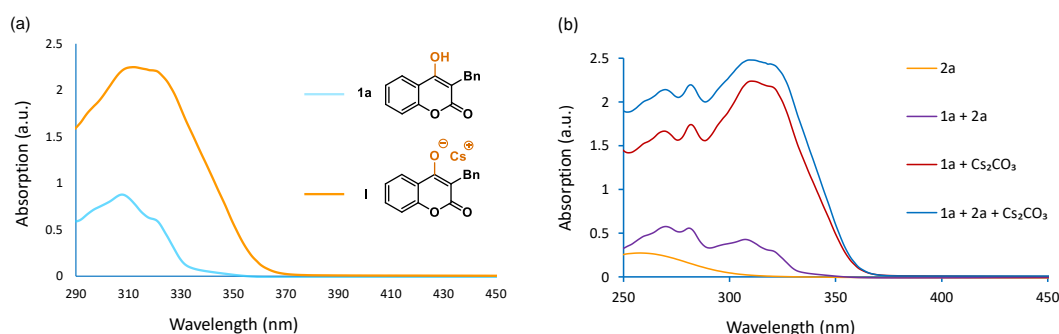 (a)
2.5
2
1.5
1
0.5
0
290 310 330 350 370 390 410 430 450
Absorption (a.u.)
Wavelength (nm)
1a
OH
Bn
O O
I
O⊖ Cs⊕
Bn
O O
(b)
2.5
2
1.5
1
0.5
0
250 300 350 400 450
Absorption (a.u.)
Wavelength (nm)
2a
1a + 2a
1a + Cs₂CO₃
1a + 2a + Cs₂CO₃